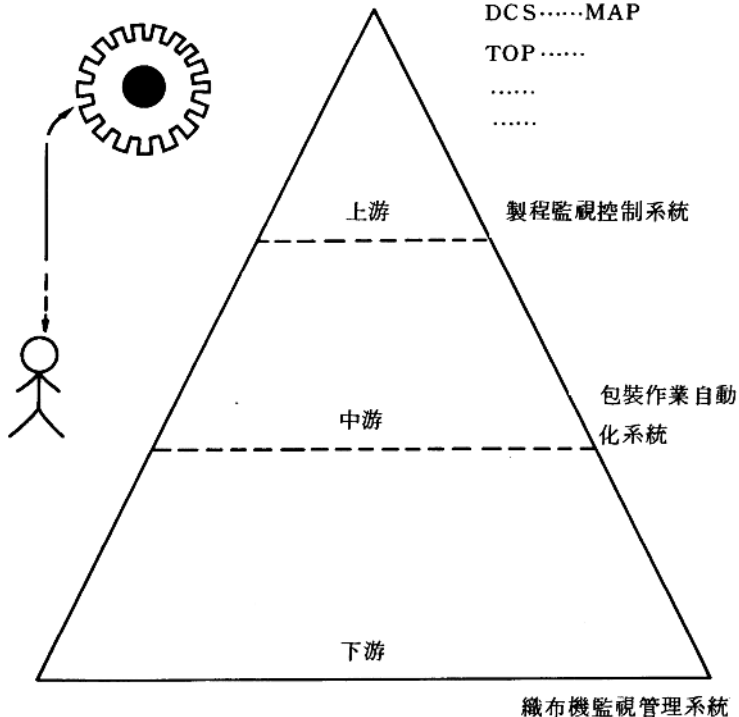 DCS……MAP
TOP……
……
……
上游
製程監視控制系統
包裝作業自動
化系統
中游
下游
織布機監視管理系統